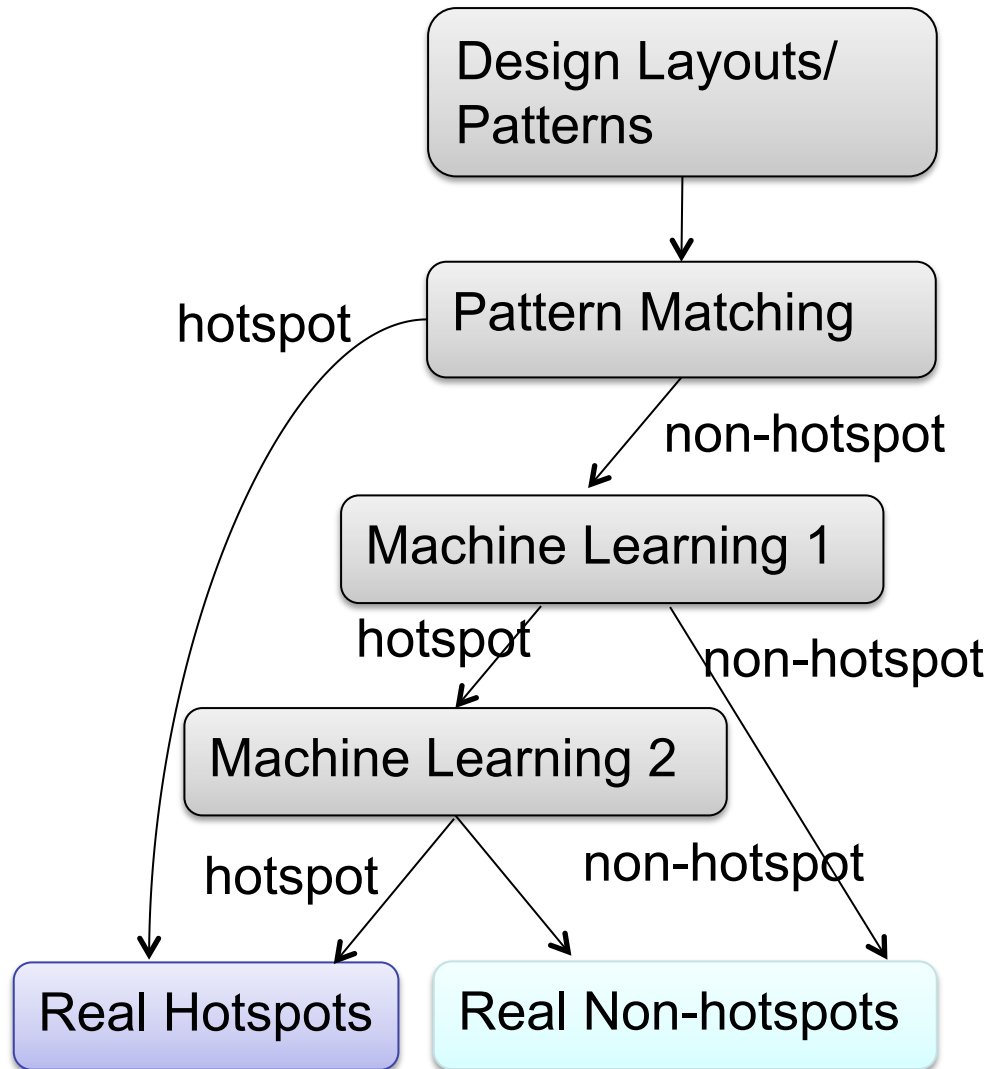 Design Layouts/
Patterns
Pattern Matching
hotspot
non-hotspot
Machine Learning 1
hotspot
non-hotspot
Machine Learning 2
hotspot
non-hotspot
Real Hotspots
Real Non-hotspots